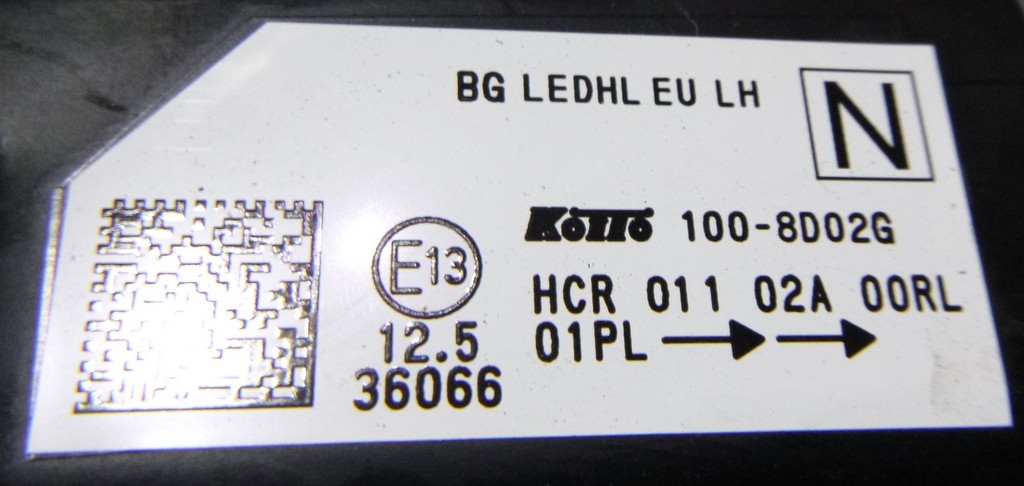 BG LEDHL EU LH
N
KOITO 100-8D02G
E13
HCR 011 02A 00RL
12.5
01PL
36066